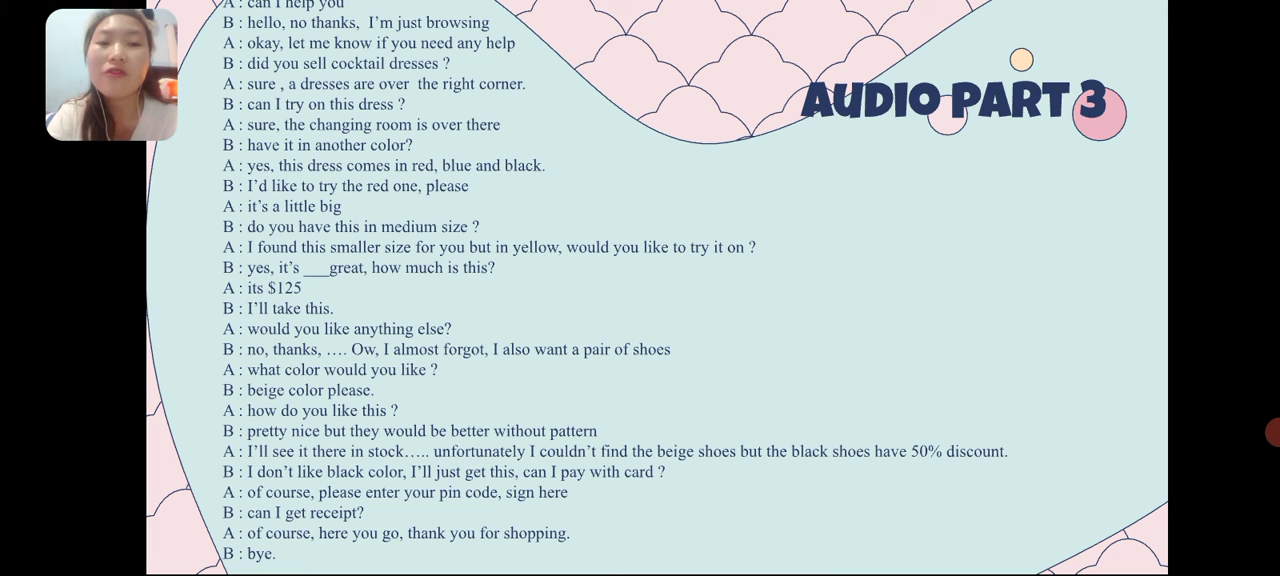 A : can I help you
B : hello, no thanks,  I'm just browsing
A : okay, let me know if you need any help
B : did you sell cocktail dresses ?
A : sure , a dresses are over  the right corner.
B : can I try on this dress ?
A : sure, the changing room is over there
B : have it in another color?
A : yes, this dress comes in red, blue and black.
B : I'd like to try the red one, please
A : it's a little big
B : do you have this in medium size ?
A : I found this smaller size for you but in yellow, would you like to try it on ?
B : yes, it's ___great, how much is this?
A : its $125
B : I'll take this.
A : would you like anything else?
B : no, thanks, …. Ow, I almost forgot, I also want a pair of shoes
A : what color would you like ?
B : beige color please.
A : how do you like this ?
B : pretty nice but they would be better without pattern
A : I'll see it there in stock….. unfortunately I couldn't find the beige shoes but the black shoes have 50% discount.
B : I don't like black color, I'll just get this, can I pay with card ?
A : of course, please enter your pin code, sign here
B : can I get receipt?
A : of course, here you go, thank you for shopping.
B : bye.
AUDIO PART 3